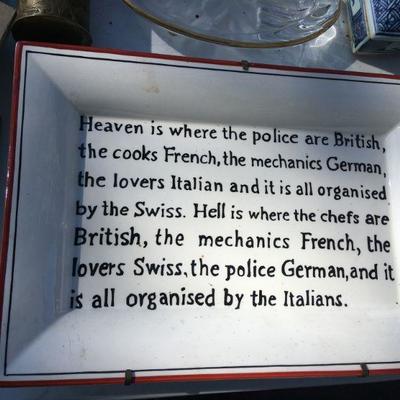 Heaven is where the police are British,
the cooks French, the mechanics German,
the lovers Italian and it is all organised
by the Swiss. Hell is where the chefs are
British, the mechanics French, the
lovers Swiss, the police German, and it
is all organised by the Italians.